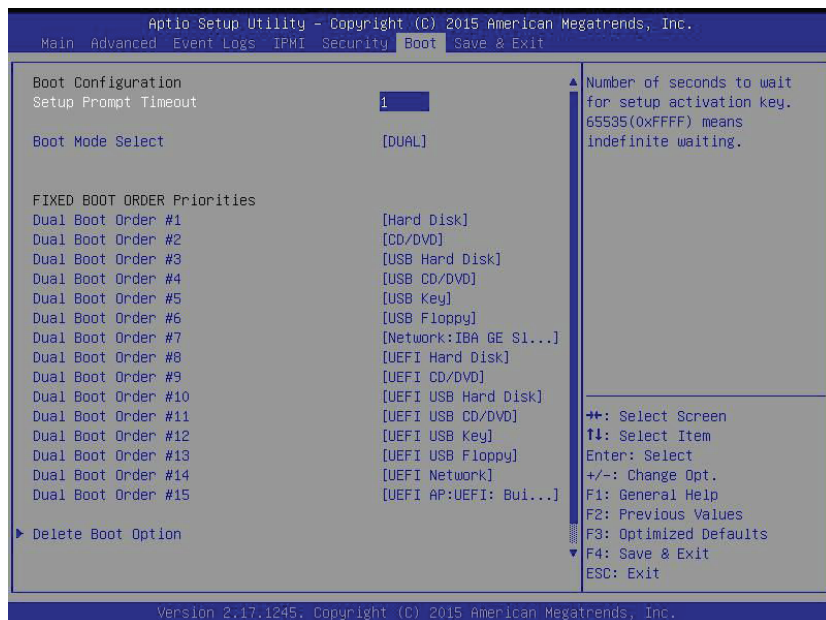 Aptio Setup Utility – Copyright (C) 2015 American Megatrends, Inc.
Main Advanced Event Logs IPMI Security Boot Save & Exit
Boot Configuration
Setup Prompt Timeout 1
Boot Mode Select [DUAL]
FIXED BOOT ORDER Priorities
Dual Boot Order #1 [Hard Disk]
Dual Boot Order #2 [CD/DVD]
Dual Boot Order #3 [USB Hard Disk]
Dual Boot Order #4 [USB CD/DVD]
Dual Boot Order #5 [USB Key]
Dual Boot Order #6 [USB Floppy]
Dual Boot Order #7 [Network:IBA GE Sl...]
Dual Boot Order #8 [UEFI Hard Disk]
Dual Boot Order #9 [UEFI CD/DVD]
Dual Boot Order #10 [UEFI USB Hard Disk]
Dual Boot Order #11 [UEFI USB CD/DVD]
Dual Boot Order #12 [UEFI USB Key]
Dual Boot Order #13 [UEFI USB Floppy]
Dual Boot Order #14 [UEFI Network]
Dual Boot Order #15 [UEFI AP:UEFI: Bui...]
Delete Boot Option
Number of seconds to wait
for setup activation key.
65535(0xFFFF) means
indefinite waiting.
→←: Select Screen
↑↓: Select Item
Enter: Select
+/-: Change Opt.
F1: General Help
F2: Previous Values
F3: Optimized Defaults
F4: Save & Exit
ESC: Exit
Version 2.17.1245. Copyright (C) 2015 American Megatrends, Inc.